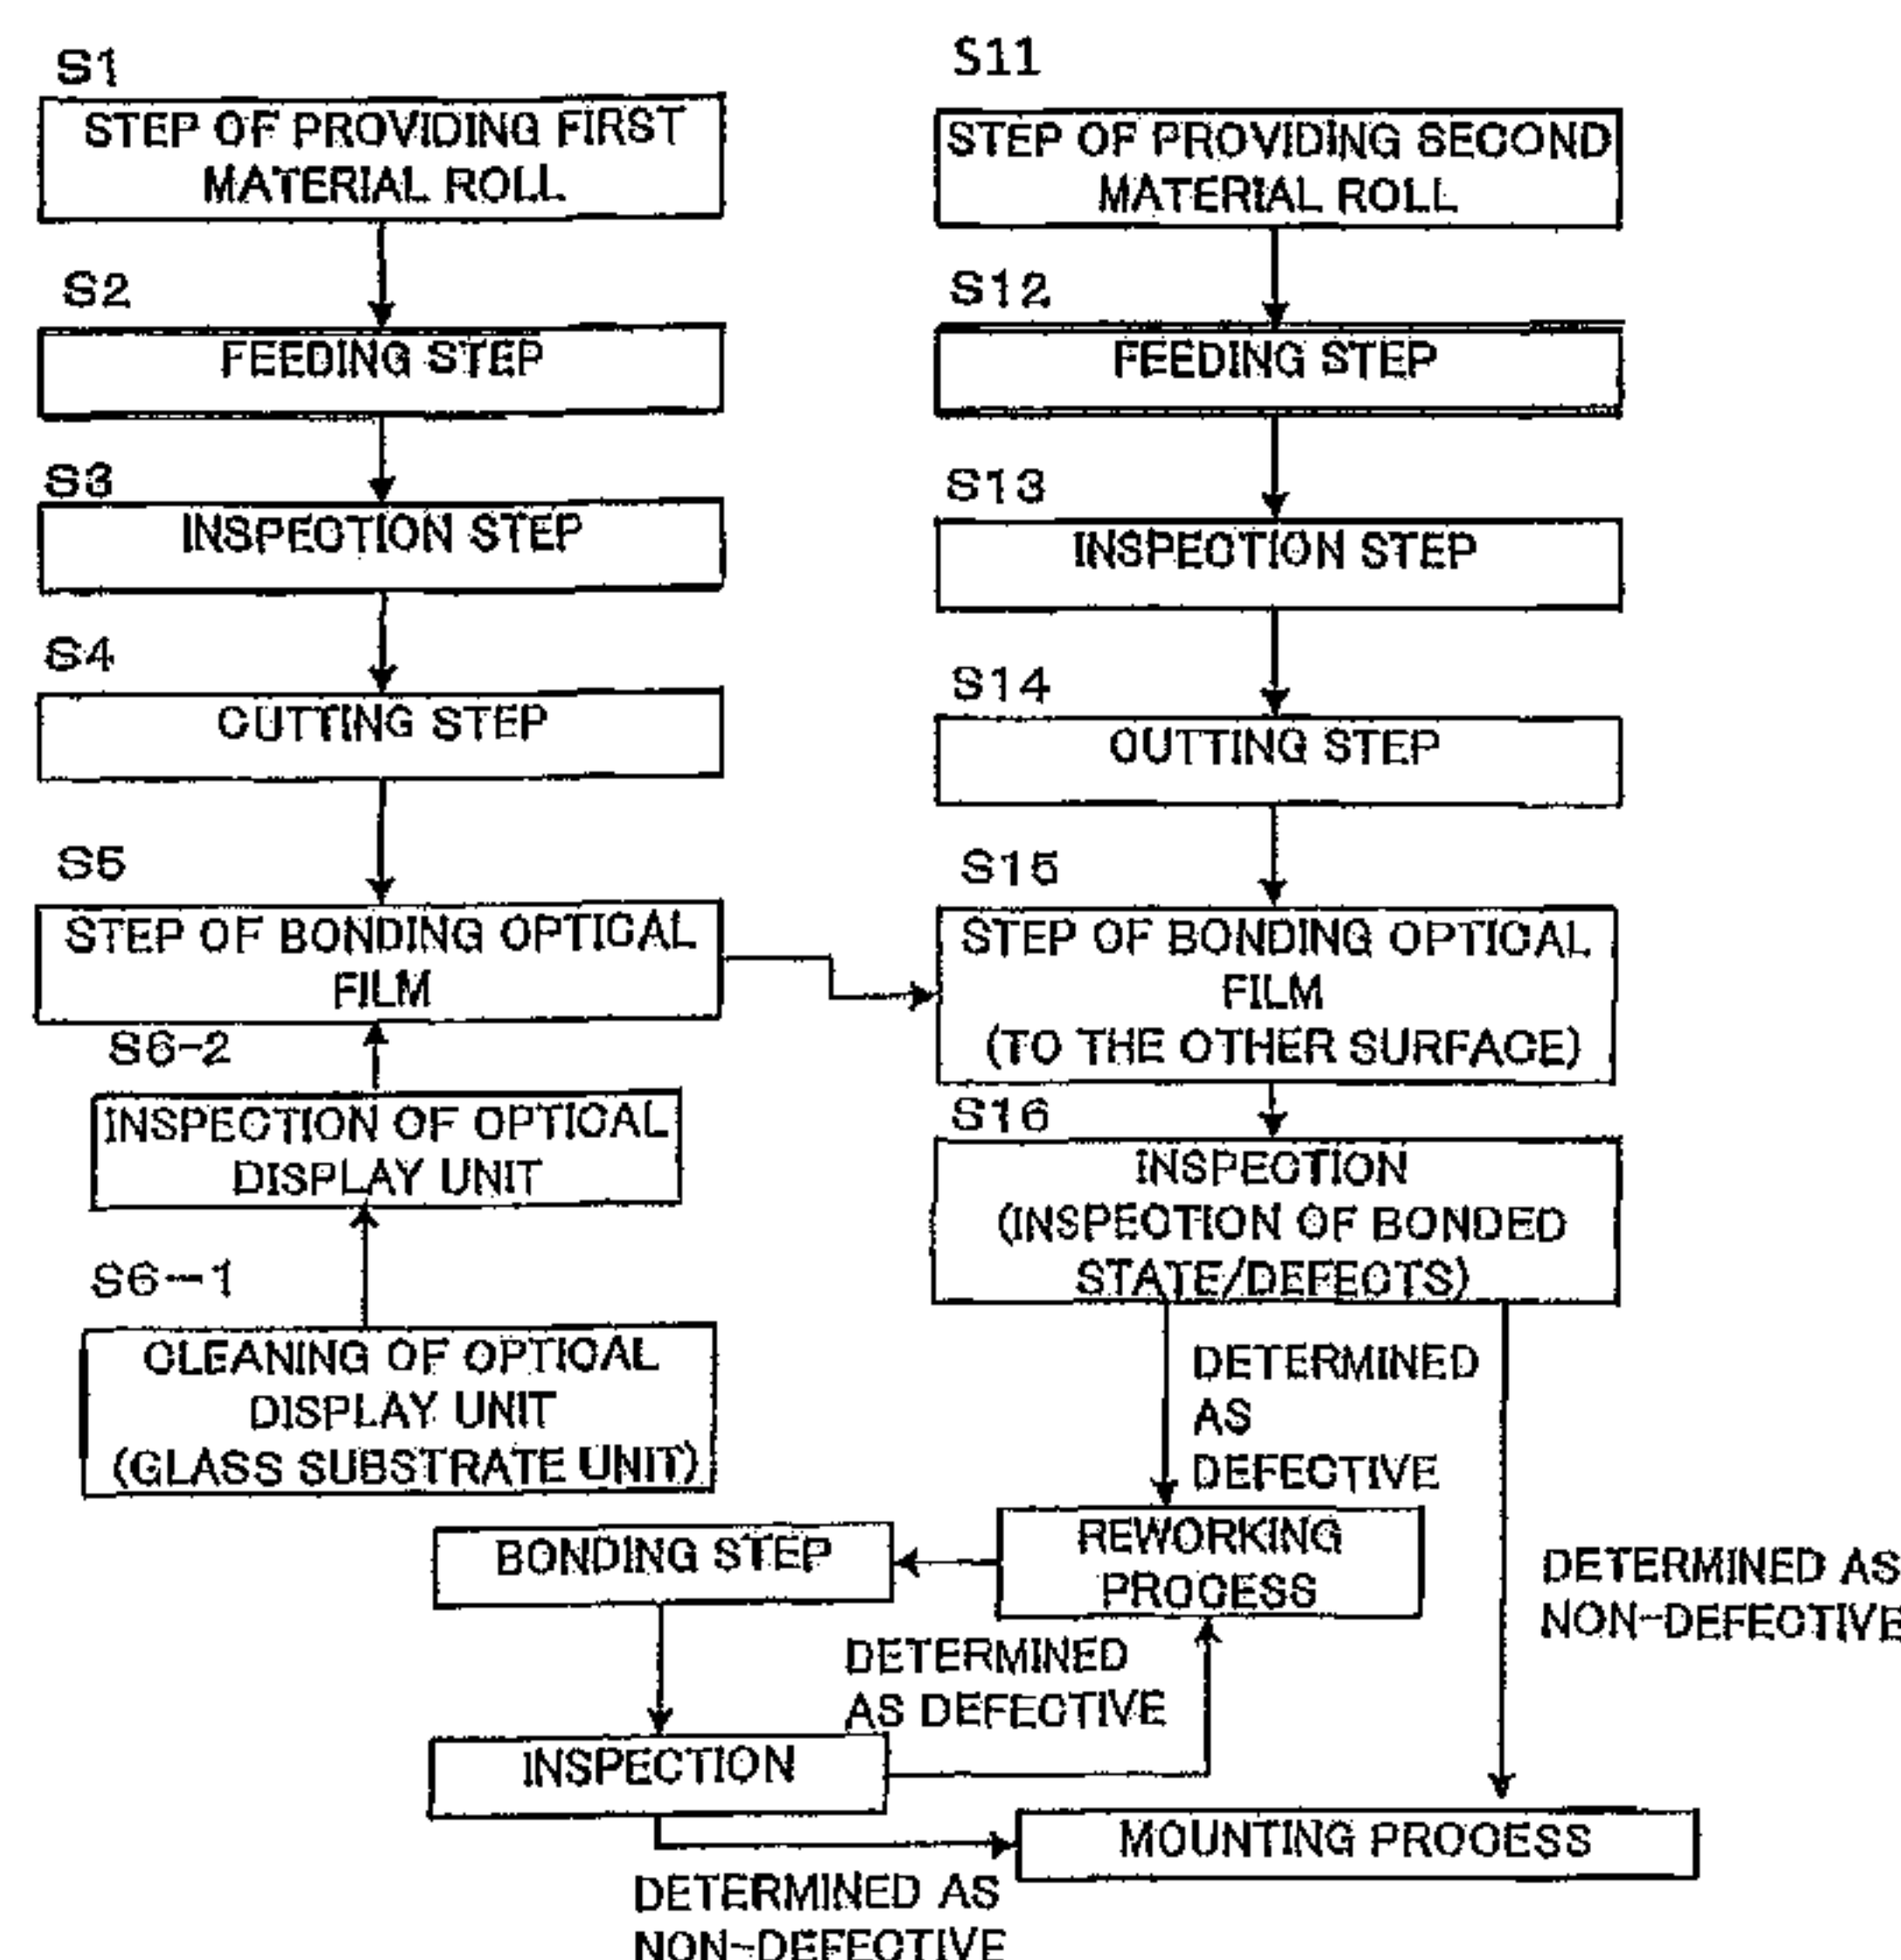 S1
STEP OF PROVIDING FIRST
MATERIAL ROLL
S2
FEEDING STEP
S3
INSPECTION STEP
S4
CUTTING STEP
S5
STEP OF BONDING OPTICAL
FILM
S6-2
INSPECTION OF OPTICAL
DISPLAY UNIT
S6-1
CLEANING OF OPTICAL
DISPLAY UNIT
(GLASS SUBSTRATE UNIT)
S11
STEP OF PROVIDING SECOND
MATERIAL ROLL
S12
FEEDING STEP
S13
INSPECTION STEP
S14
CUTTING STEP
S15
STEP OF BONDING OPTICAL
FILM
(TO THE OTHER SURFACE)
S16
INSPECTION
(INSPECTION OF BONDED
STATE/DEFECTS)
DETERMINED
AS
DEFECTIVE
REWORKING
PROCESS
BONDING STEP
DETERMINED AS
NON-DEFECTIVE
DETERMINED
AS DEFECTIVE
INSPECTION
MOUNTING PROCESS
DETERMINED AS
NON-DEFECTIVE